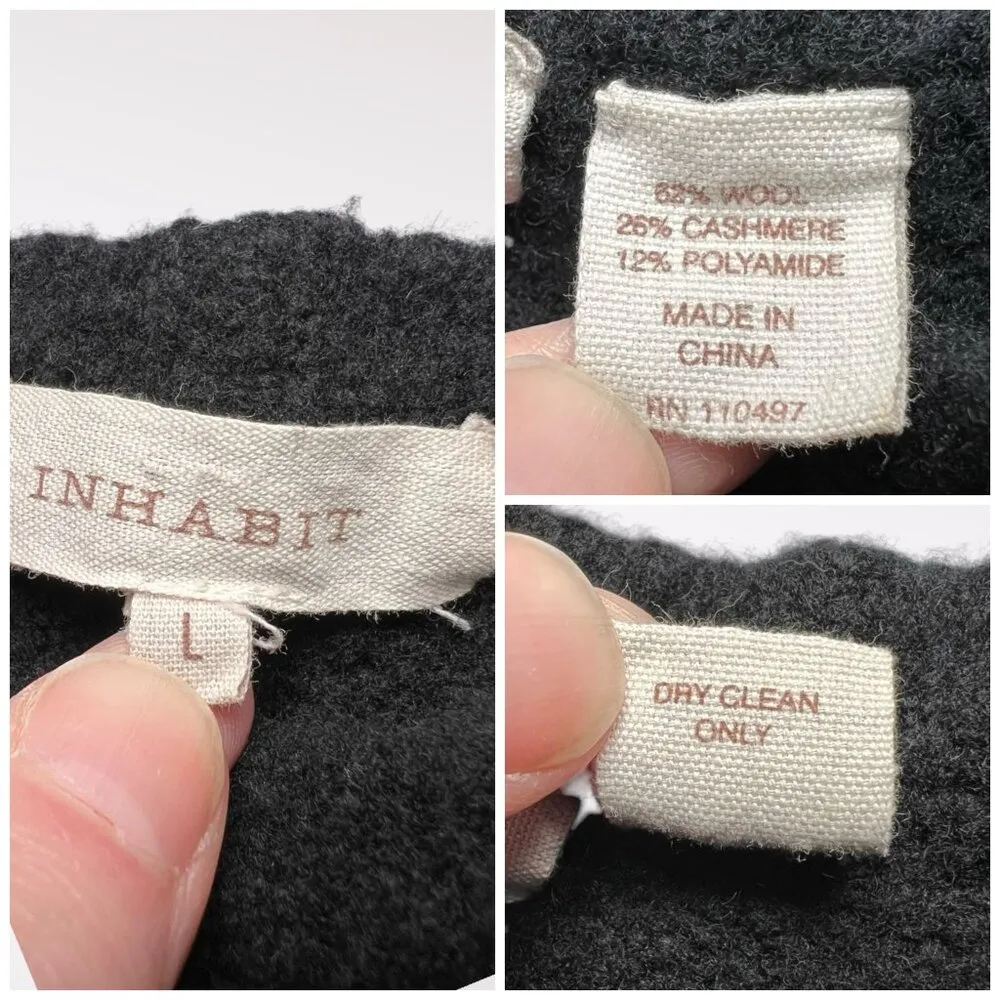 INHABIT
L
62% WOOL
26% CASHMERE
12% POLYAMIDE
MADE IN
CHINA
RN 110497
DRY CLEAN
ONLY